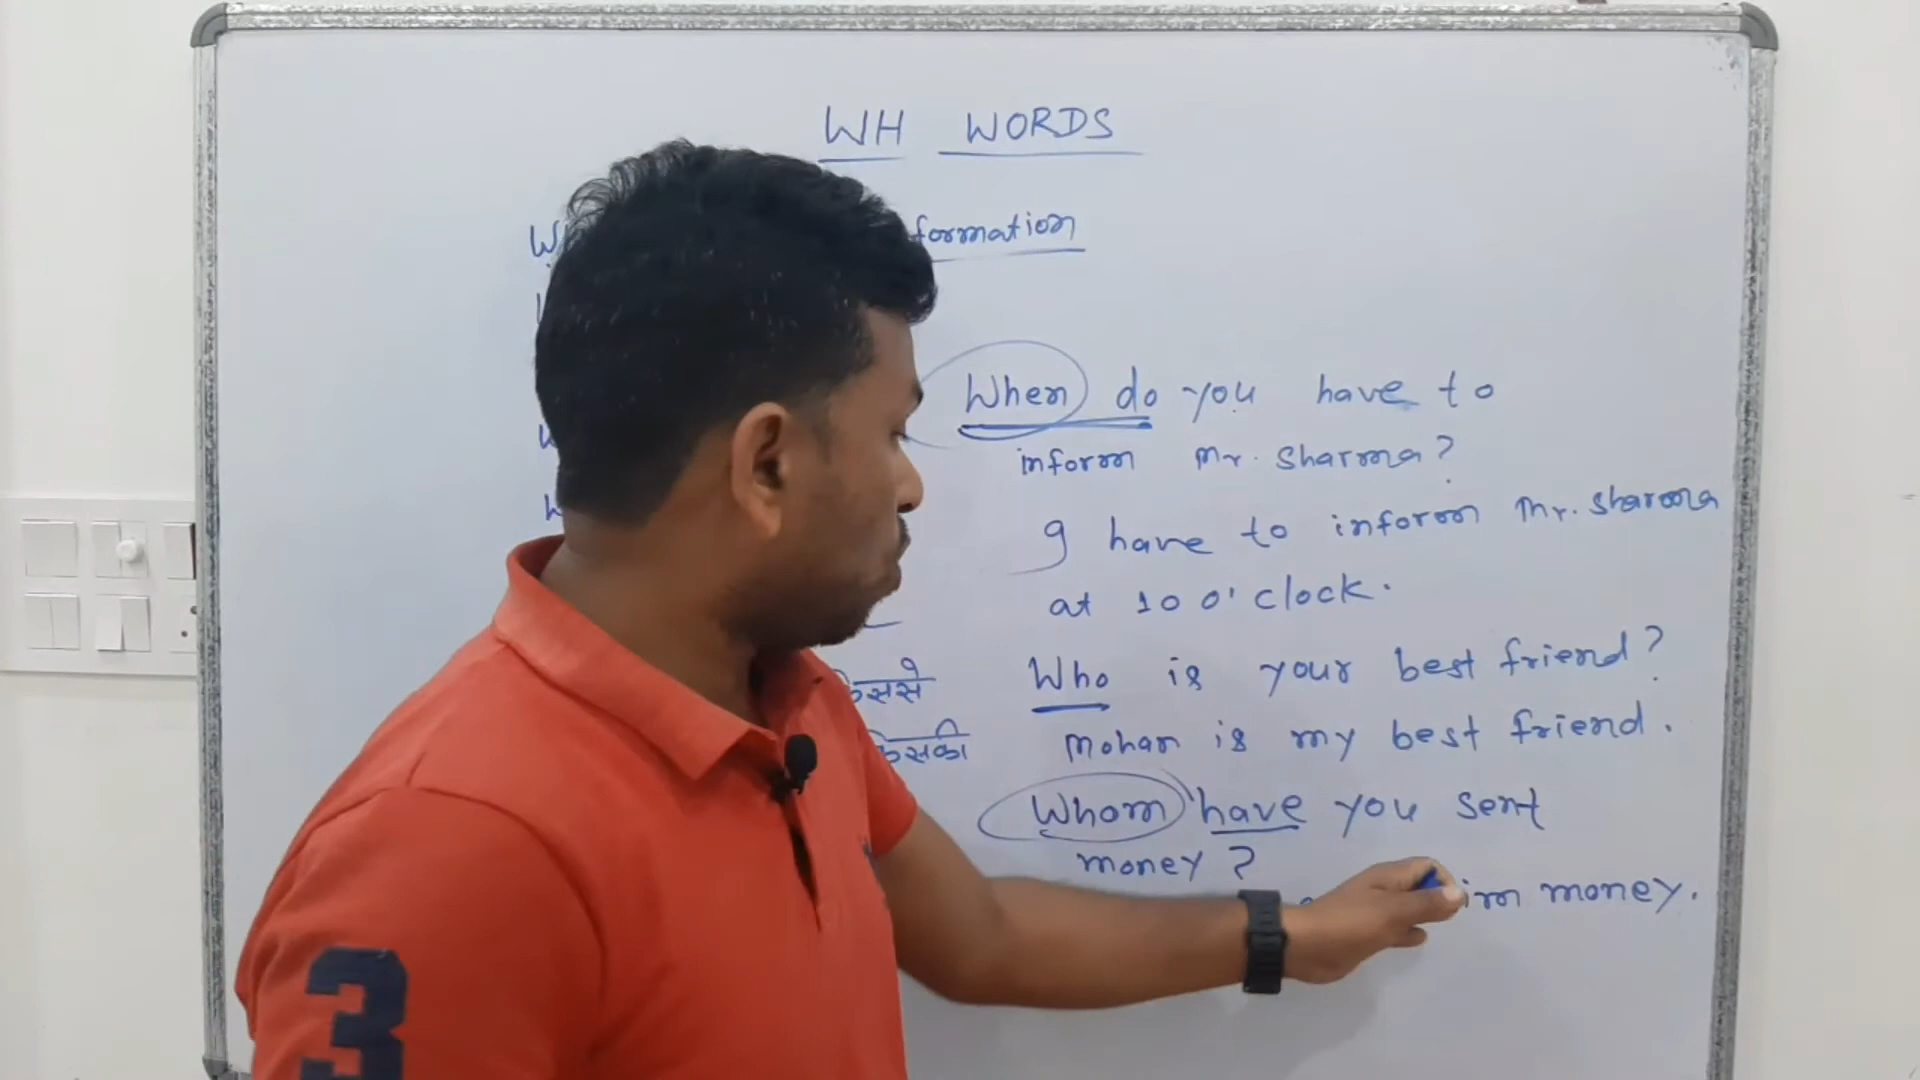 WH WORDS
formation
When do you have to
inform Mr. Sharma?
I have to inform Mr. Sharma
at 10 o'clock.
किससे Who is your best friend?
किसकी Mohan is my best friend.
Whom have you sent
money?
money.
3